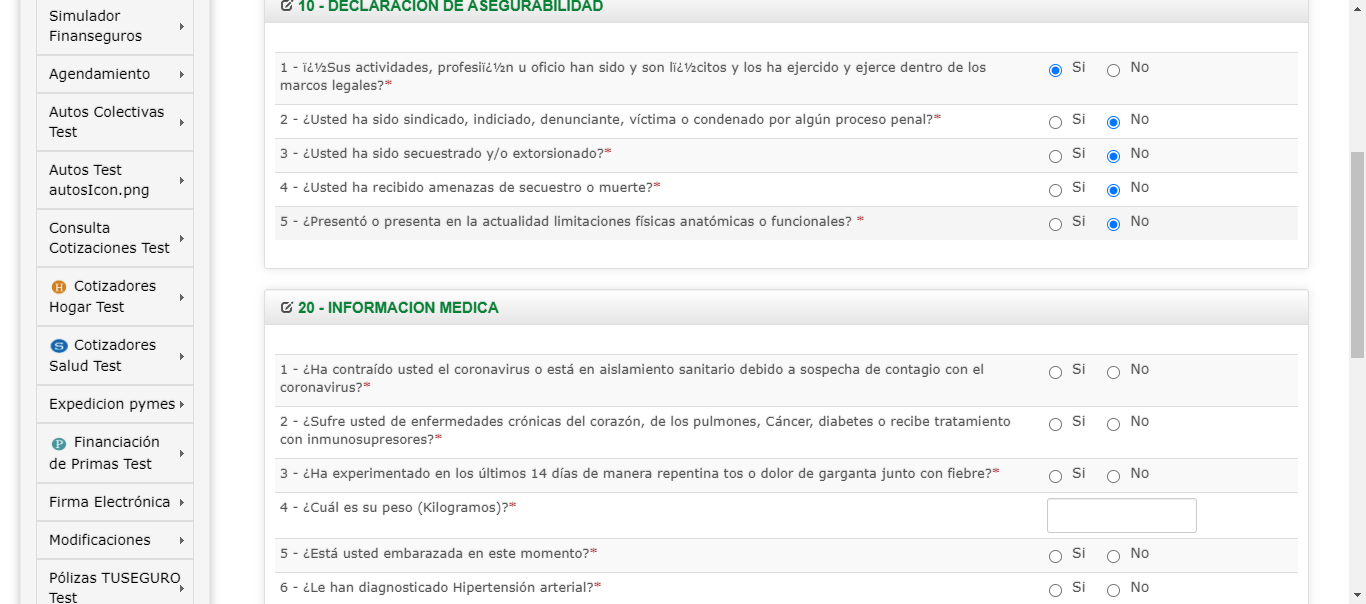 Simulador
Finanseguros
Agendamiento
Autos Colectivas
Test
Autos Test
autosIcon.png
Consulta
Cotizaciones Test
H Cotizadores
Hogar Test
S Cotizadores
Salud Test
Expedicion pymes
P Financiación
de Primas Test
Firma Electrónica
Modificaciones
Pólizas TUSEGURO
Test
10 - DECLARACION DE ASEGURABILIDAD
1 - ï¿½Sus actividades, profesiï¿½n u oficio han sido y son lï¿½citos y los ha ejercido y ejerce dentro de los
marcos legales?*
Si No
2 - ¿Usted ha sido sindicado, indiciado, denunciante, víctima o condenado por algún proceso penal?* Si No
3 - ¿Usted ha sido secuestrado y/o extorsionado?* Si No
4 - ¿Usted ha recibido amenazas de secuestro o muerte?* Si No
5 - ¿Presentó o presenta en la actualidad limitaciones físicas anatómicas o funcionales? * Si No
20 - INFORMACION MEDICA
1 - ¿Ha contraído usted el coronavirus o está en aislamiento sanitario debido a sospecha de contagio con el
coronavirus?*
Si No
2 - ¿Sufre usted de enfermedades crónicas del corazón, de los pulmones, Cáncer, diabetes o recibe tratamiento
con inmunosupresores?*
Si No
3 - ¿Ha experimentado en los últimos 14 días de manera repentina tos o dolor de garganta junto con fiebre?* Si No
4 - ¿Cuál es su peso (Kilogramos)?*
5 - ¿Está usted embarazada en este momento?* Si No
6 - ¿Le han diagnosticado Hipertensión arterial?* Si No